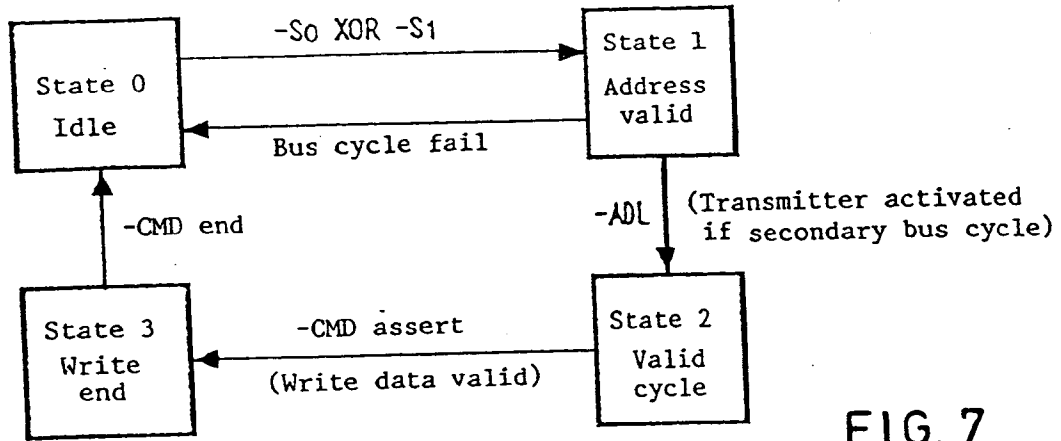 -S0 XOR -S1
State 0
Idle
State 1
Address
valid
Bus cycle fail
-CMD end
-ADL
(Transmitter activated
if secondary bus cycle)
State 3
Write
end
-CMD assert
(Write data valid)
State 2
Valid
cycle
FIG. 7